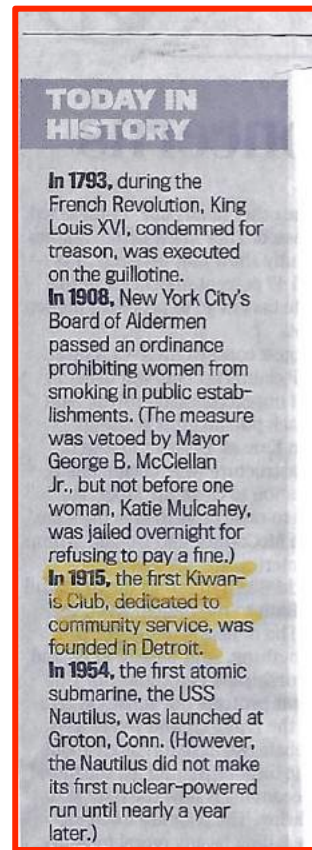 TODAY IN
HISTORY
In 1793, during the
French Revolution, King
Louis XVI, condemned for
treason, was executed
on the guillotine.
In 1908, New York City's
Board of Aldermen
passed an ordinance
prohibiting women from
smoking in public estab-
lishments. (The measure
was vetoed by Mayor
George B. McClellan
Jr., but not before one
woman, Katie Mulcahey,
was jailed overnight for
refusing to pay a fine.)
In 1915, the first Kiwan-
is Club, dedicated to
community service, was
founded in Detroit.
In 1954, the first atomic
submarine, the USS
Nautilus, was launched at
Groton, Conn. (However,
the Nautilus did not make
its first nuclear-powered
run until nearly a year
later.)